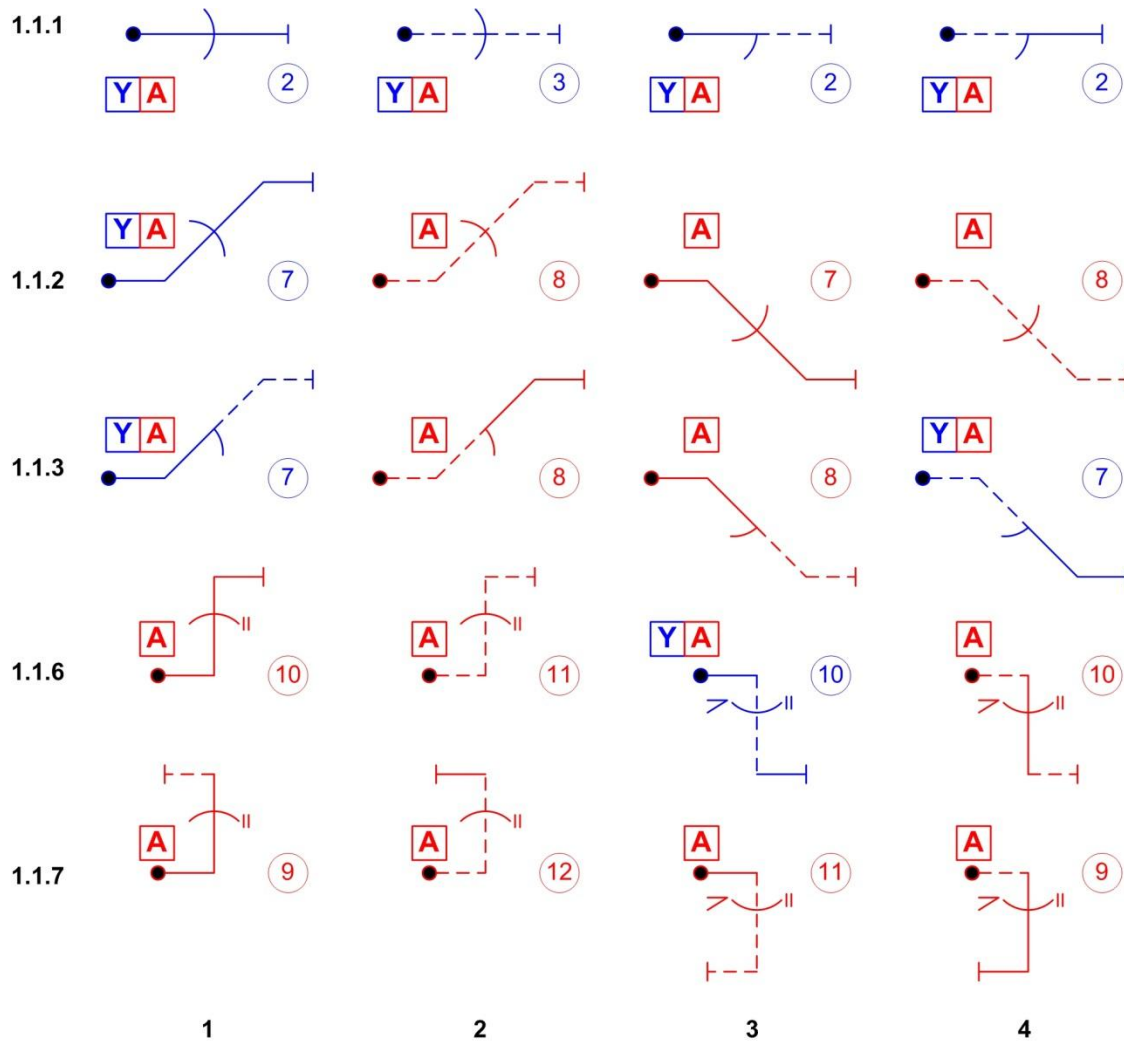 1.1.1
2 3 2 2
Y A Y A Y A Y A
Y A A A A
1.1.2 7 8 7 8
Y A A A Y A
1.1.3 7 8 8 7
A A Y A A
1.1.6 10 11 10 10
A A A A
1.1.7 9 12 11 9
1 2 3 4